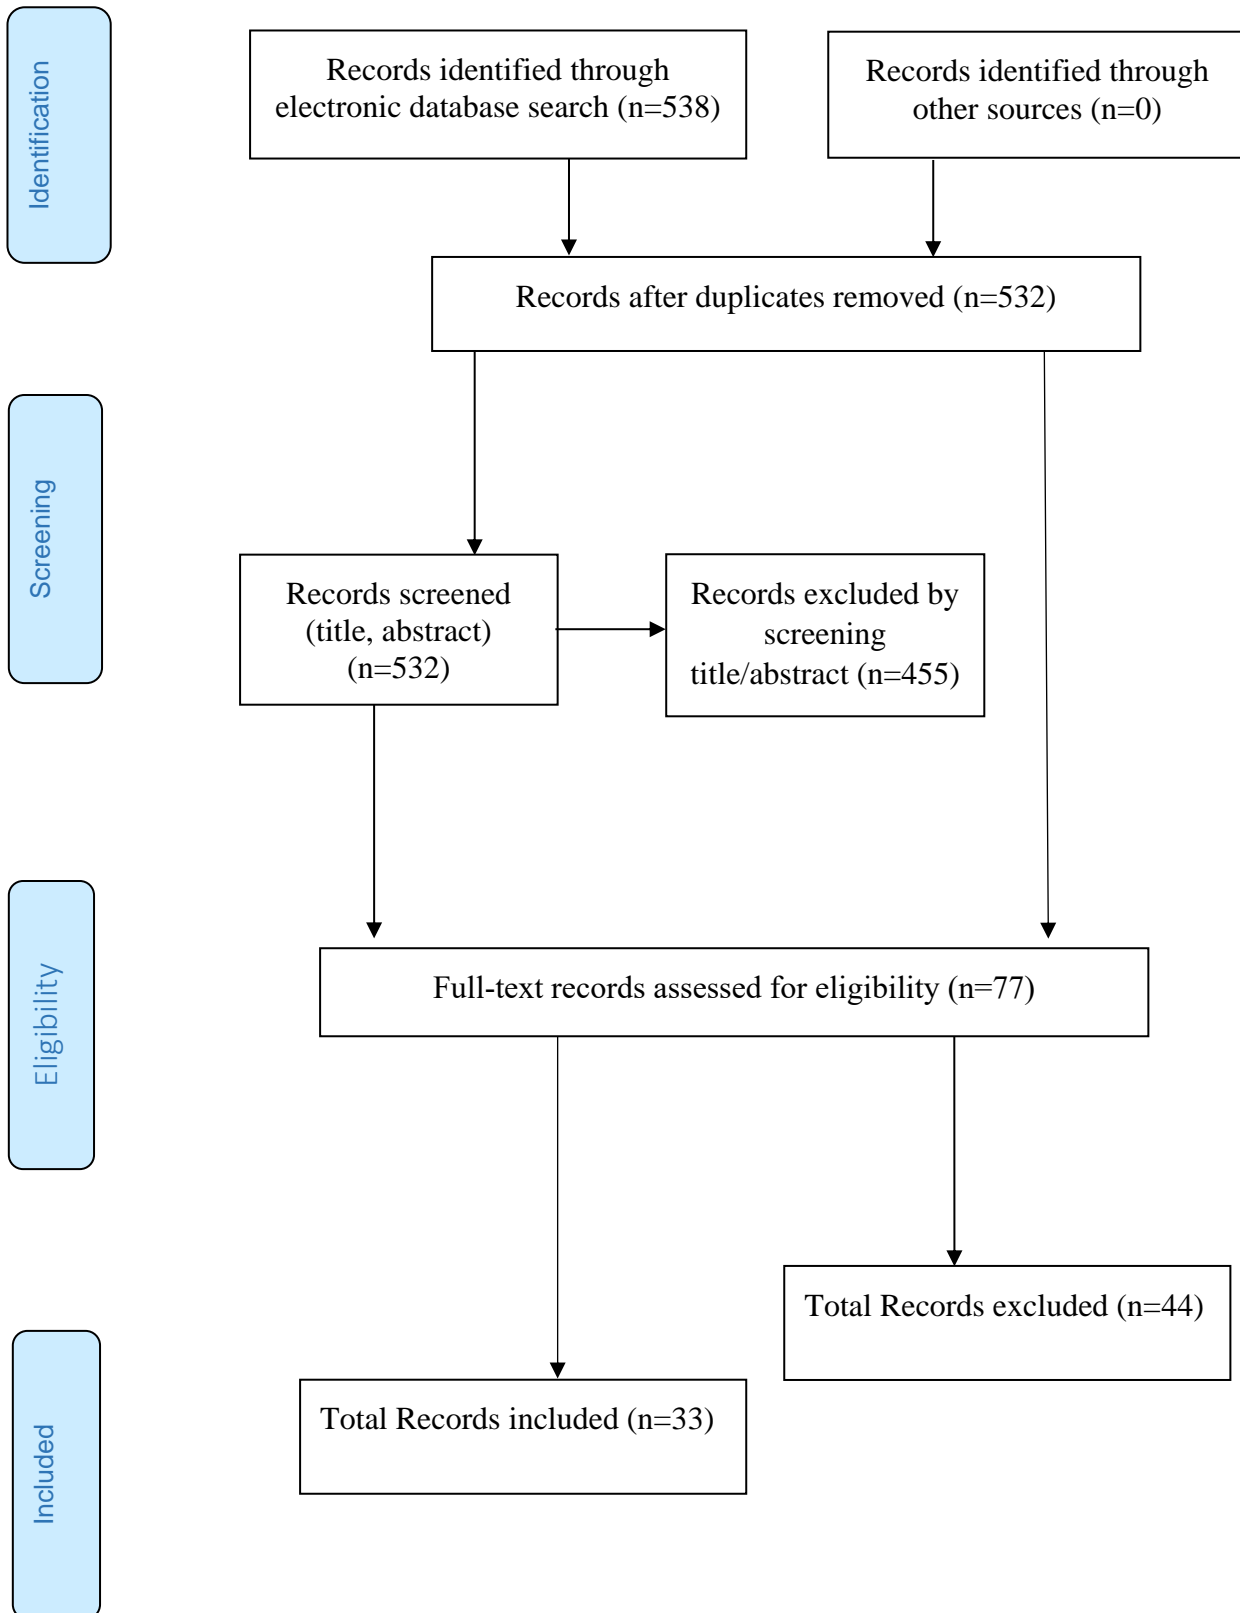 Identification
Records identified through
electronic database search (n=538)
Records identified through
other sources (n=0)
Records after duplicates removed (n=532)
Screening
Records screened
(title, abstract)
(n=532)
Records excluded by
screening
title/abstract (n=455)
Eligibility
Full-text records assessed for eligibility (n=77)
Total Records excluded (n=44)
Included
Total Records included (n=33)